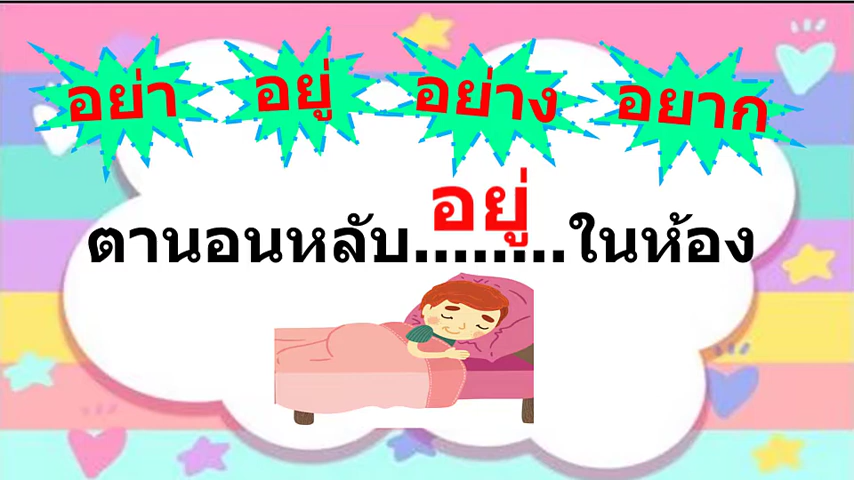 อย่า อยู่ อย่าง อยาก
อยู่
ตานอนหลับ........ในห้อง